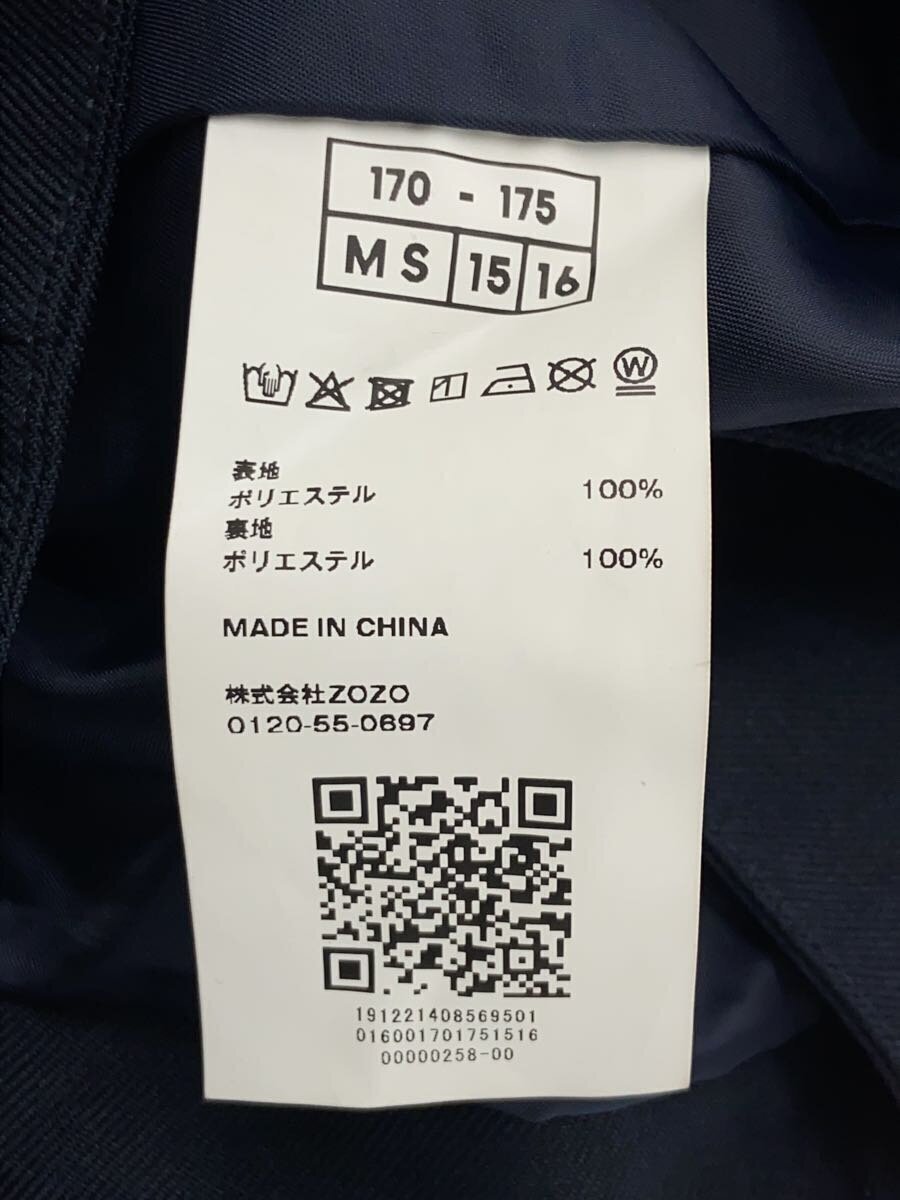 170 - 175
MS 15 16
W
表地
ポリエステル 100%
裏地
ポリエステル 100%
MADE IN CHINA
株式会社ZOZO
0120-55-0697
191221408569501
016001701751516
00000258-00